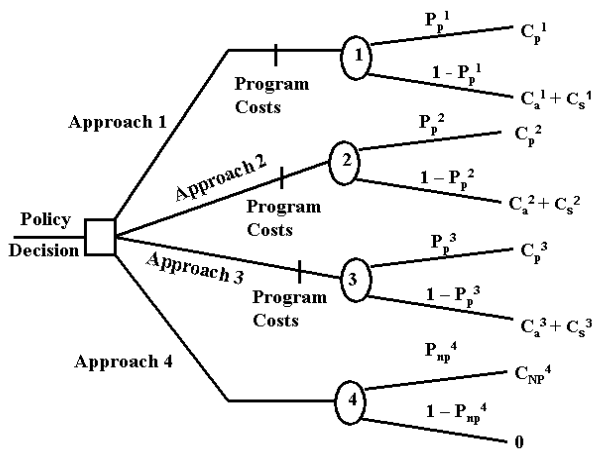 Policy
Decision
Approach 1
Program
Costs
1
Pp¹
Cp¹
1 - Pp¹
Ca¹ + Cs¹
Approach 2
Program
Costs
2
Pp²
Cp²
1 - Pp²
Ca² + Cs²
Approach 3
Program
Costs
3
Pp³
Cp³
1 - Pp³
Ca³ + Cs³
Approach 4
4
Pnp⁴
CNP⁴
1 - Pnp⁴
0